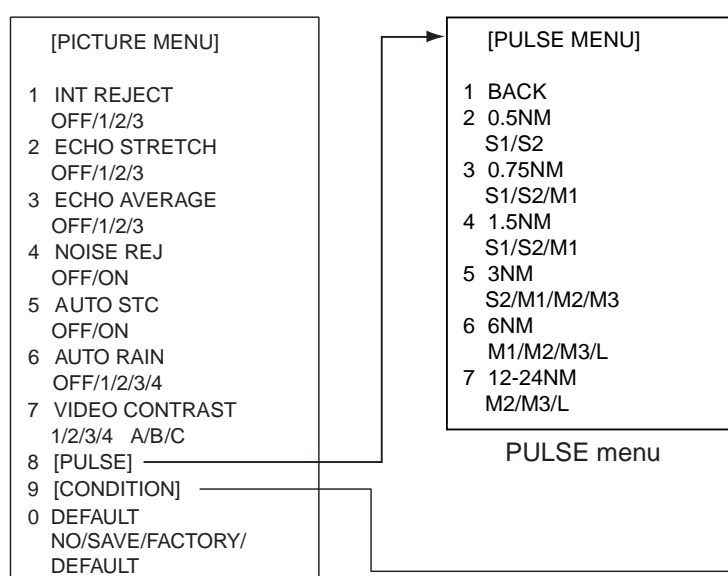 [PICTURE MENU]
1 INT REJECT
OFF/1/2/3
2 ECHO STRETCH
OFF/1/2/3
3 ECHO AVERAGE
OFF/1/2/3
4 NOISE REJ
OFF/ON
5 AUTO STC
OFF/ON
6 AUTO RAIN
OFF/1/2/3/4
7 VIDEO CONTRAST
1/2/3/4 A/B/C
8 [PULSE]
9 [CONDITION]
0 DEFAULT
NO/SAVE/FACTORY/
DEFAULT
[PULSE MENU]
1 BACK
2 0.5NM
S1/S2
3 0.75NM
S1/S2/M1
4 1.5NM
S1/S2/M1
5 3NM
S2/M1/M2/M3
6 6NM
M1/M2/M3/L
7 12-24NM
M2/M3/L
PULSE menu